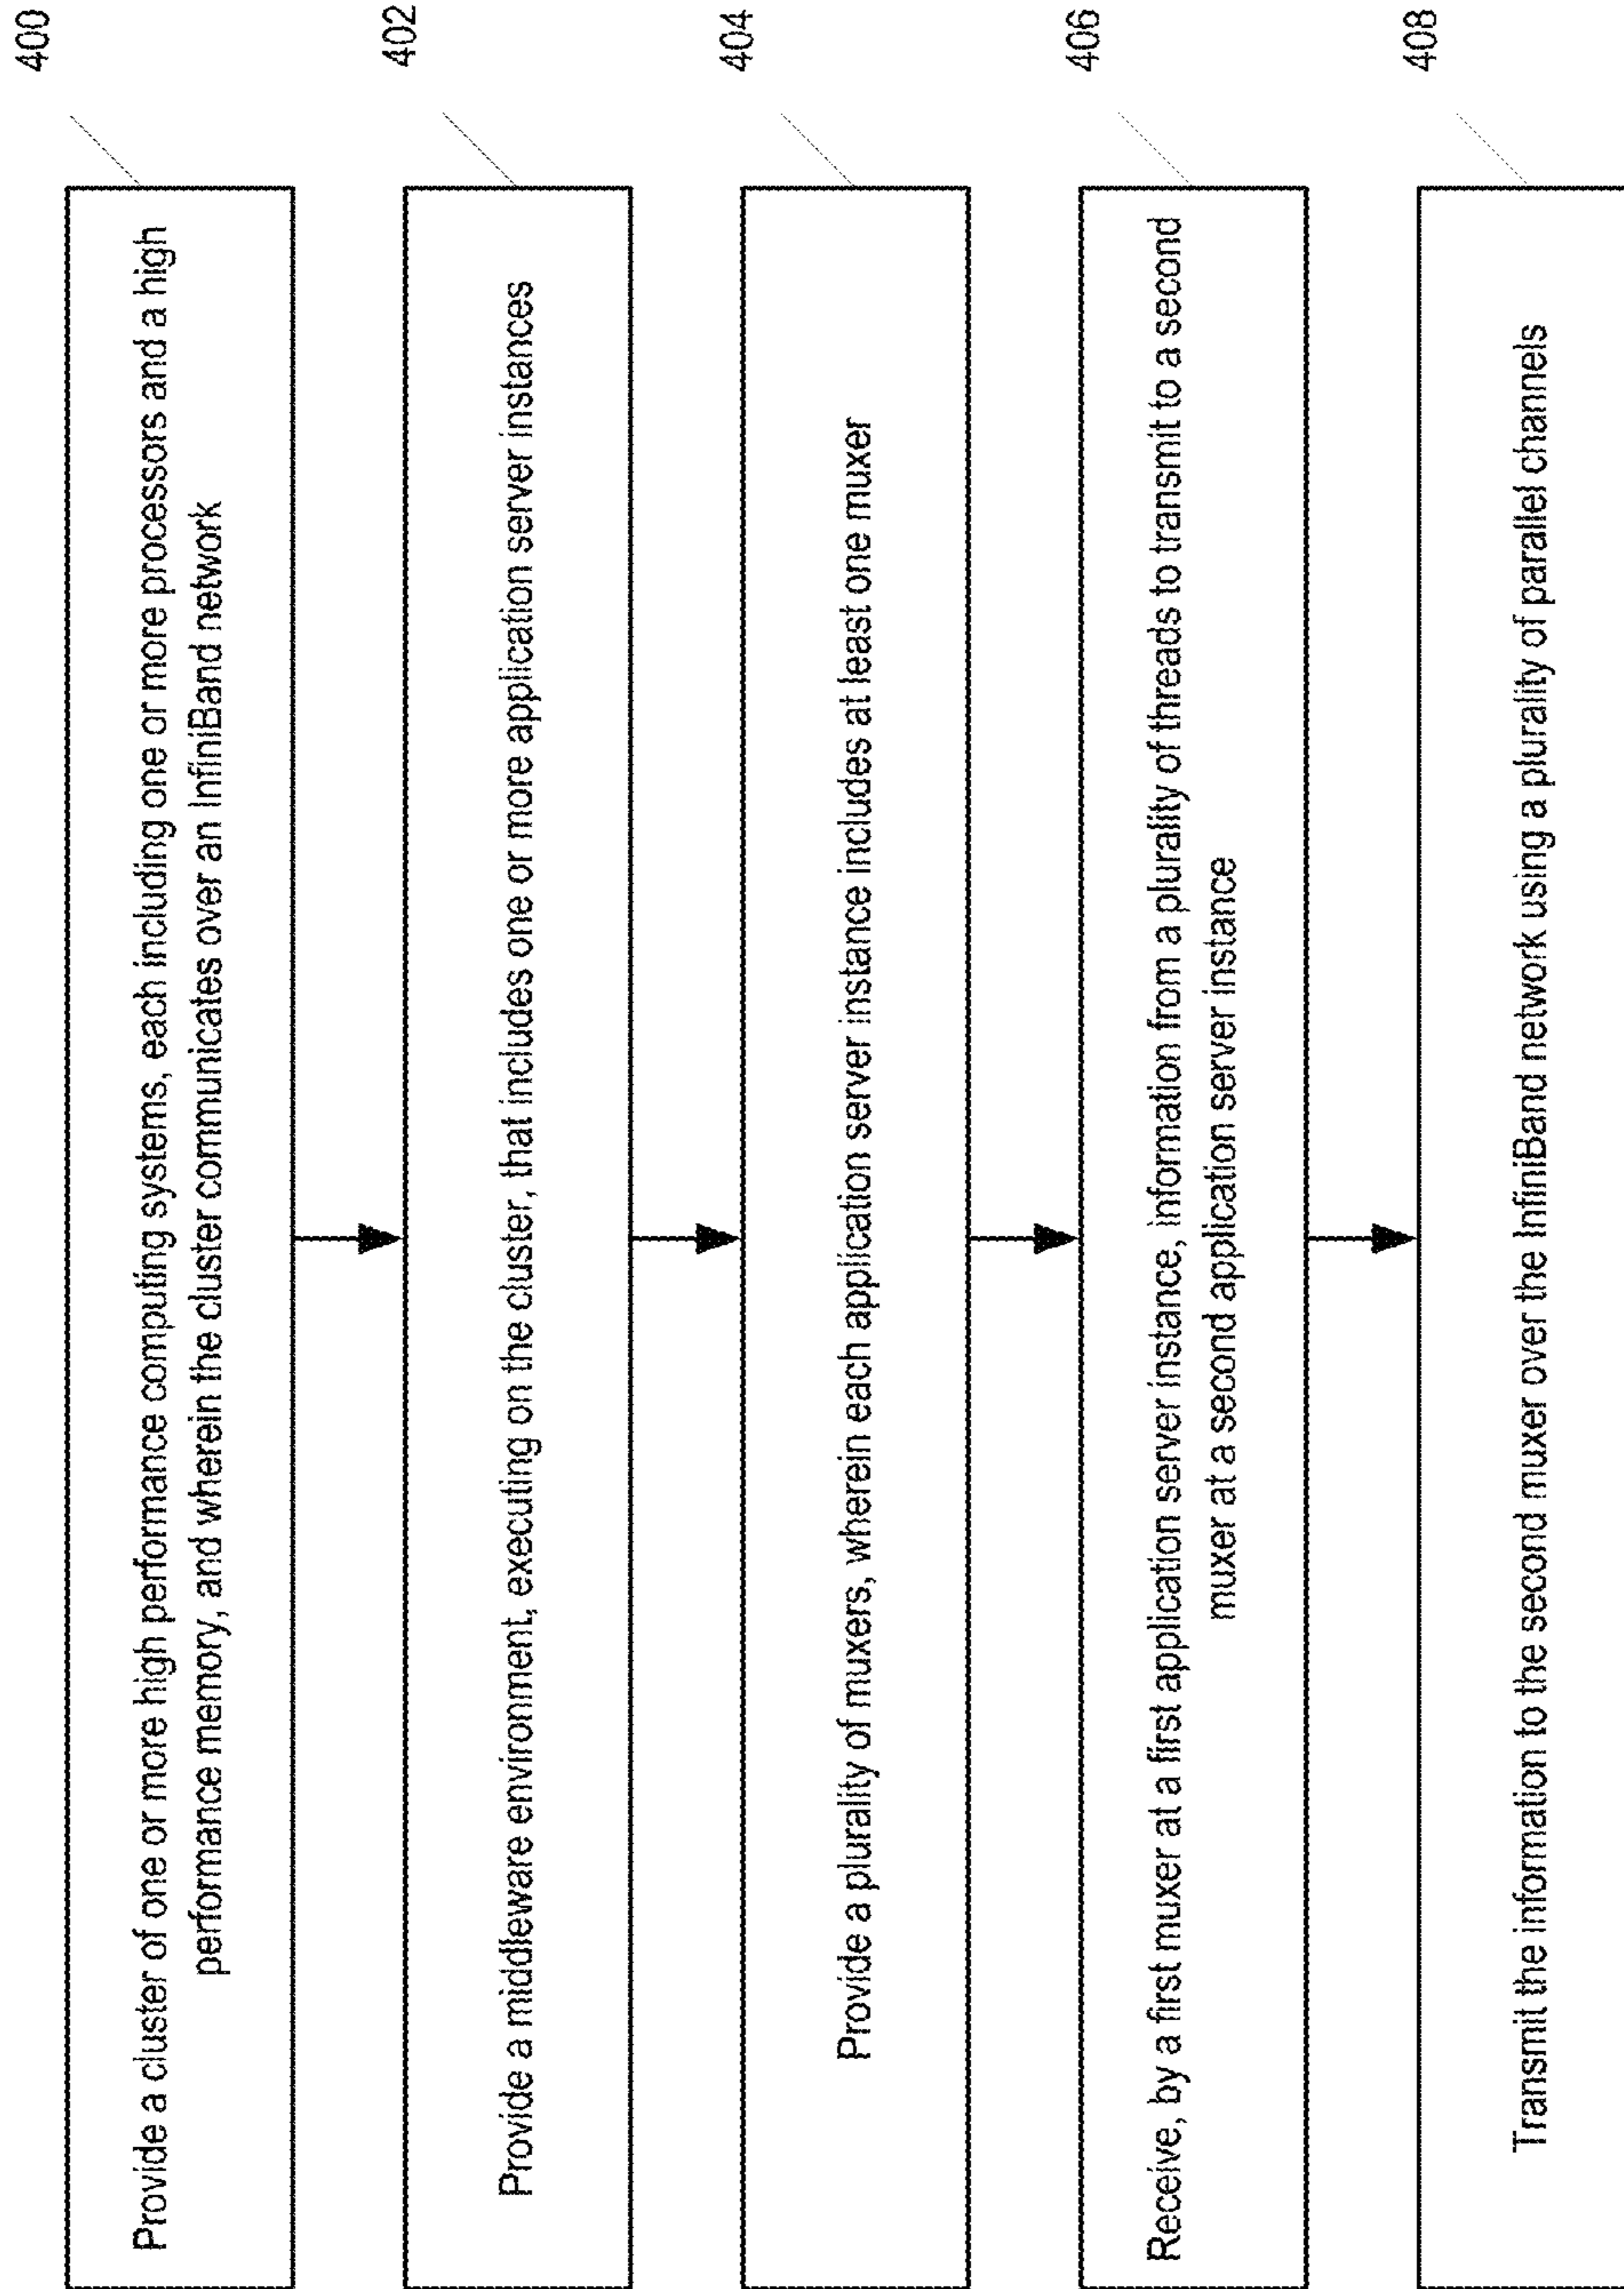 400
Provide a cluster of one or more high performance computing systems, each including one or more processors and a high
performance memory, and wherein the cluster communicates over an InfiniBand network
402
Provide a middleware environment, executing on the cluster, that includes one or more application server instances
404
Provide a plurality of muxers, wherein each application server instance includes at least one muxer
406
Receive, by a first muxer at a first application server instance, information from a plurality of threads to transmit to a second
muxer at a second application server instance
408
Transmit the information to the second muxer over the InfiniBand network using a plurality of parallel channels